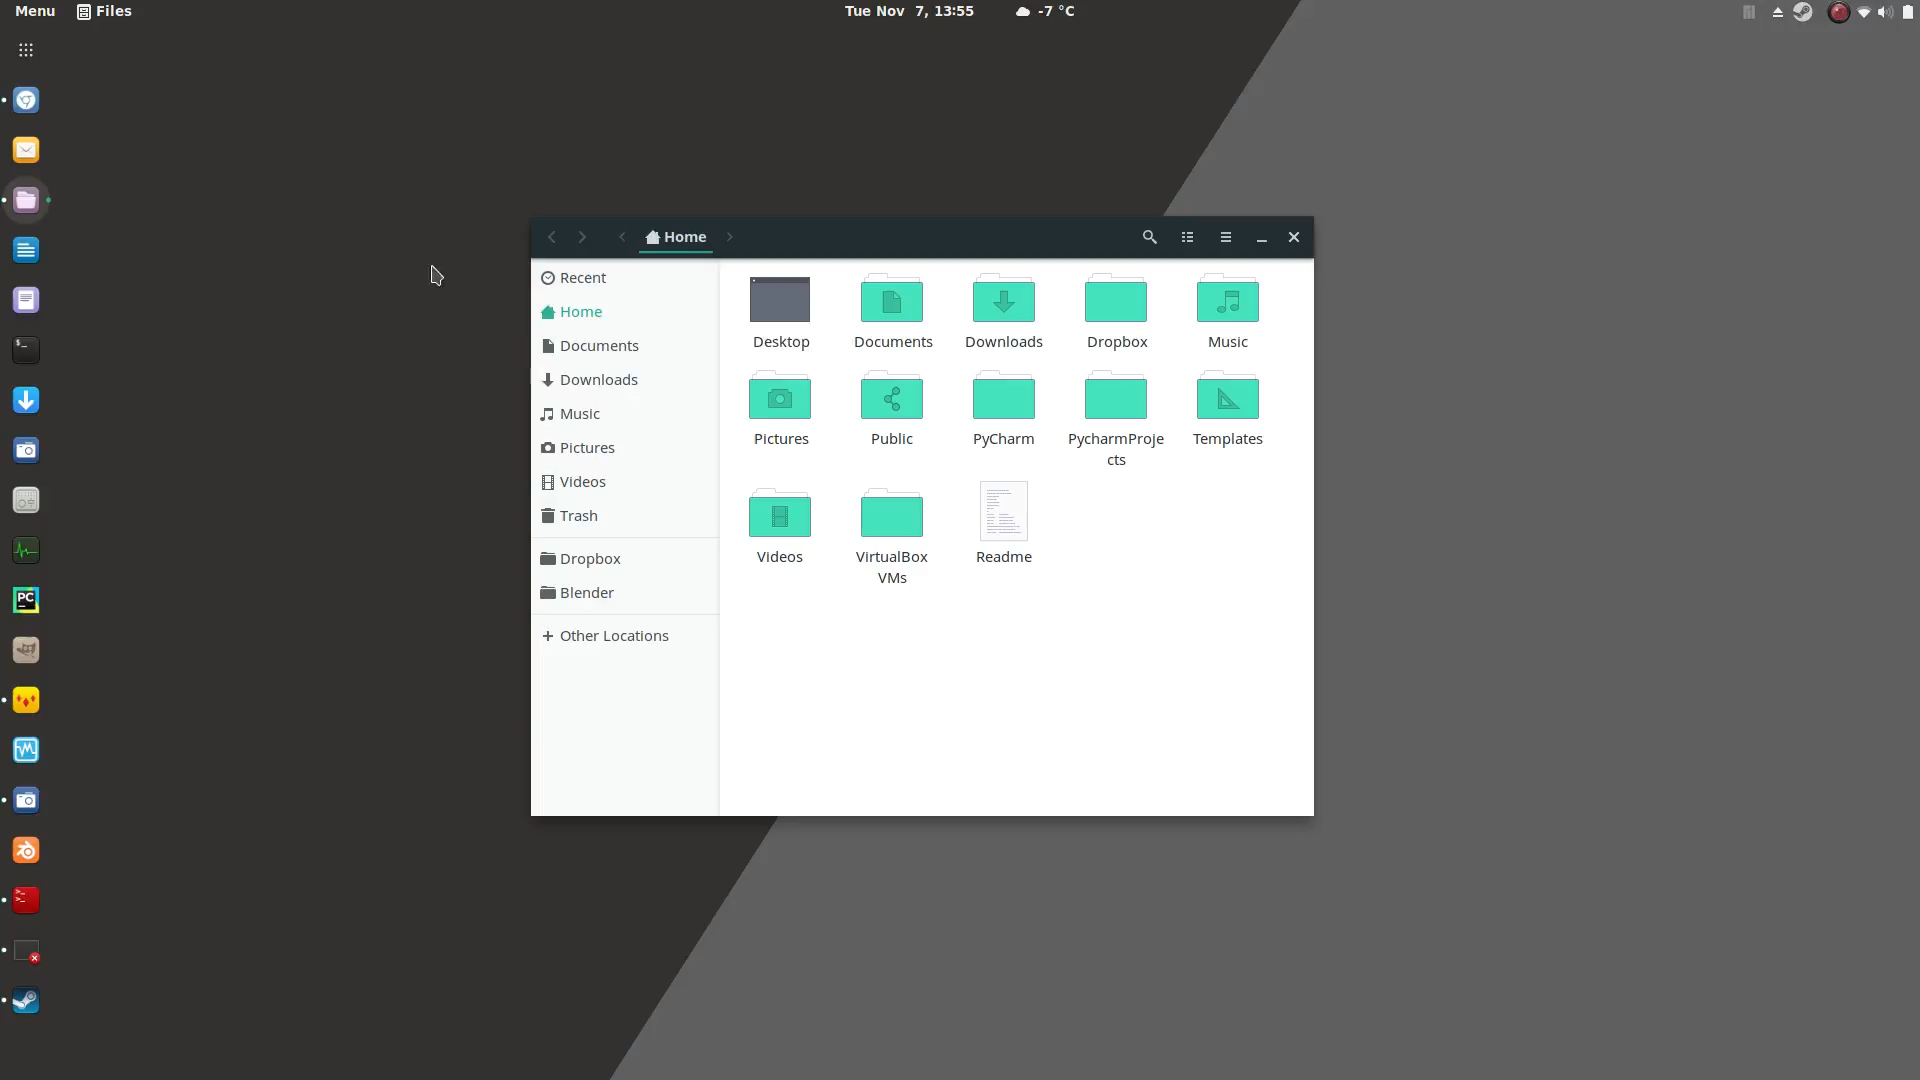 Menu Files Tue Nov 7, 13:55 -7 °C
Home
Recent
Home
Documents
Downloads
Music
Pictures
Videos
Trash
Dropbox
Blender
Other Locations
Desktop Documents Downloads Dropbox Music
Pictures Public PyCharm PycharmProje
cts Templates
Videos VirtualBox
VMs Readme
PC